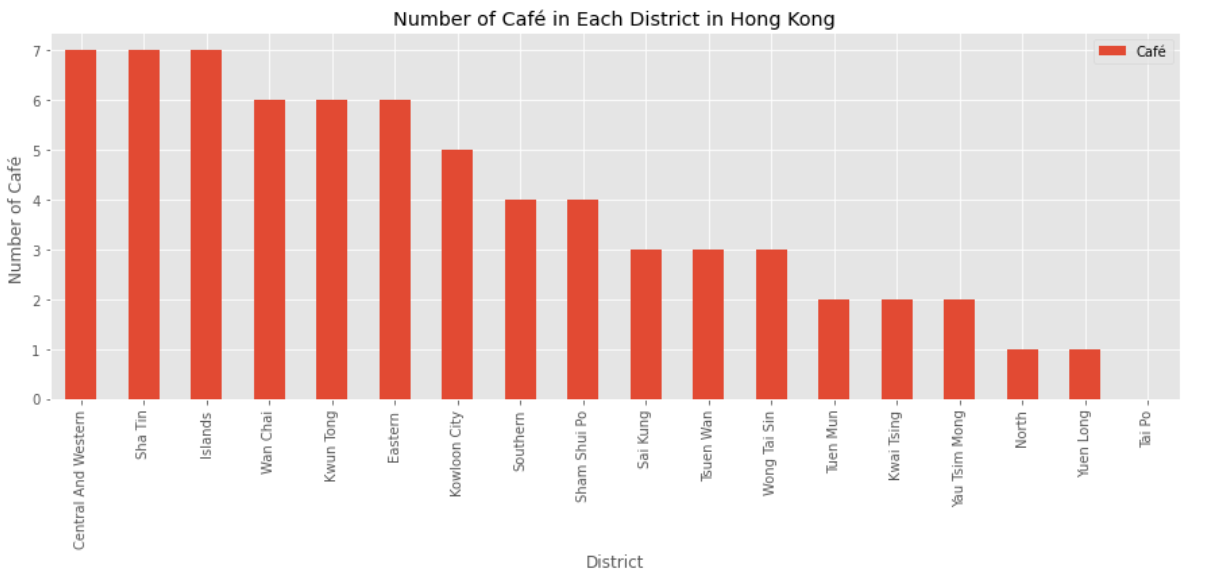 Number of Café in Each District in Hong Kong
Café
Number of Café
7
6
5
4
3
2
1
0
Central And Western
Sha Tin
Islands
Wan Chai
Kwun Tong
Eastern
Kowloon City
Southern
Sham Shui Po
Sai Kung
Tsuen Wan
Wong Tai Sin
Tuen Mun
Kwai Tsing
Yau Tsim Mong
North
Yuen Long
Tai Po
District